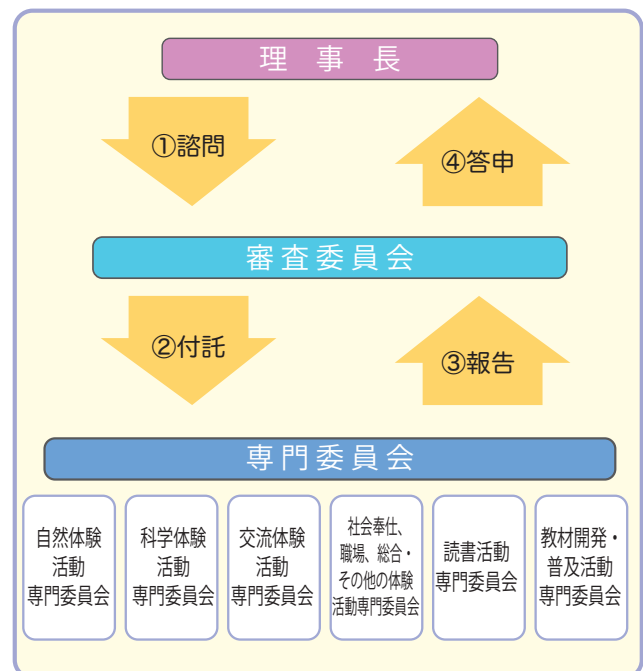 理事長
①諮問
④答申
審査委員会
②付託
③報告
専門委員会
自然体験
活動
専門委員会
科学体験
活動
専門委員会
交流体験
活動
専門委員会
社会奉仕、
職場、総合・
その他の体験
活動専門委員会
読書活動
専門委員会
教材開発・
普及活動
専門委員会